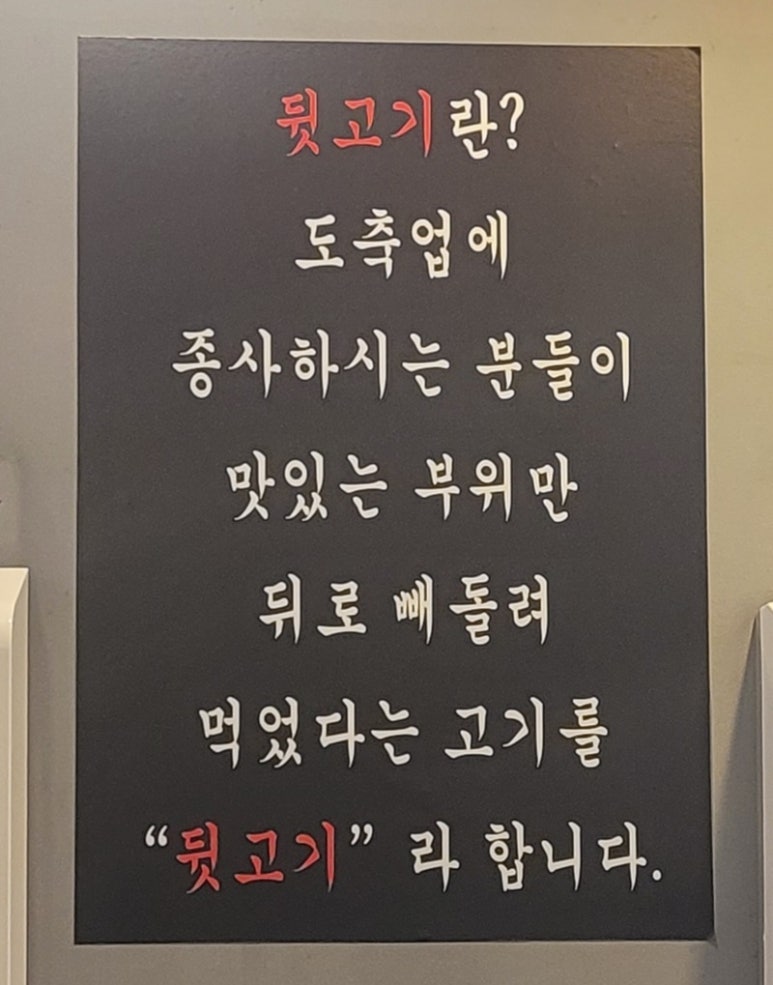 뒷고기란?
도축업에
종사하시는 분들이
맛있는 부위만
뒤로 빼돌려
먹었다는 고기를
“뒷고기” 라 합니다.